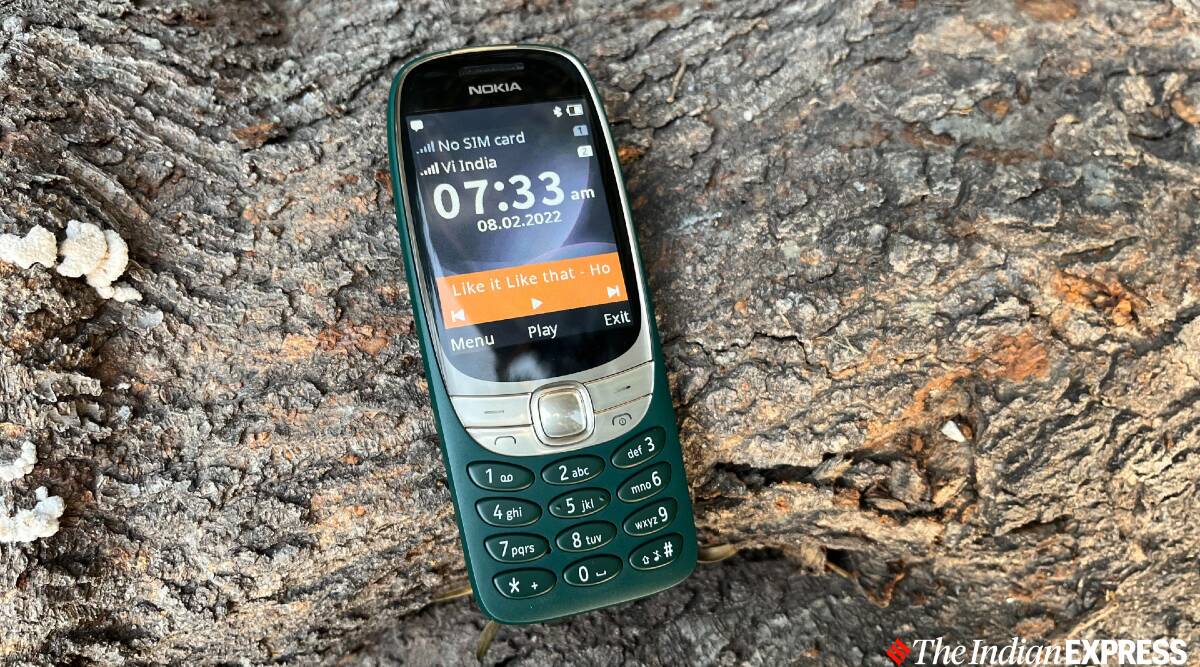 NOKIA
No SIM card
1
Vi India
2
07:33 am
08.02.2022
Like it Like that - Ho
Menu Play Exit
1 2 abc def 3
4 ghi 5 jkl mno 6
7 pqrs 8 tuv wxyz 9
* + 0 #
The Indian EXPRESS